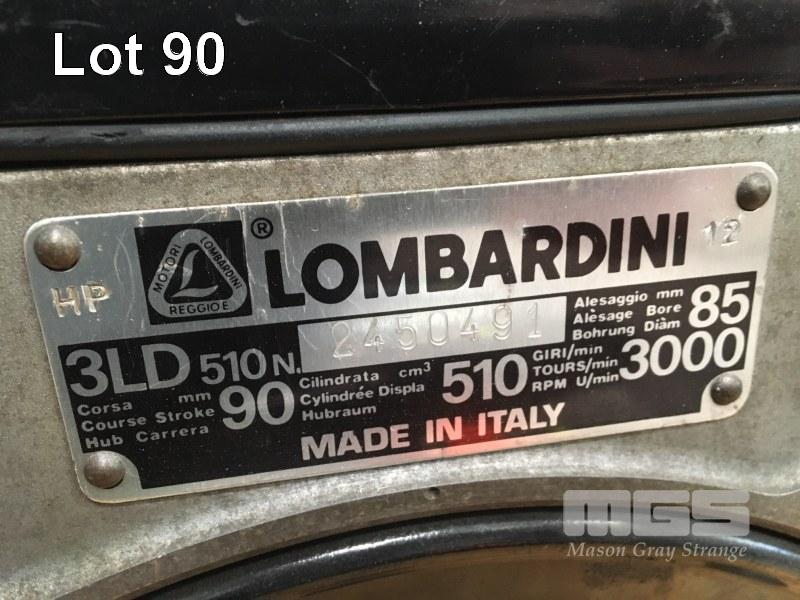 Lot 90
MOTORI LOMBARDINI
REGGIO E
®
LOMBARDINI
12
HP
3LD 510 N. 2450491
Alesaggio mm
Alésage Bore
Bohrung Diäm
85
Corsa mm
Course Stroke
Hub Carrera
90
Cilindrata cm³
Cylindrée Displa
Hubraum
510
GIRI/min
TOURS/min
RPM U/min
3000
MADE IN ITALY
MGS
Mason Gray Strange